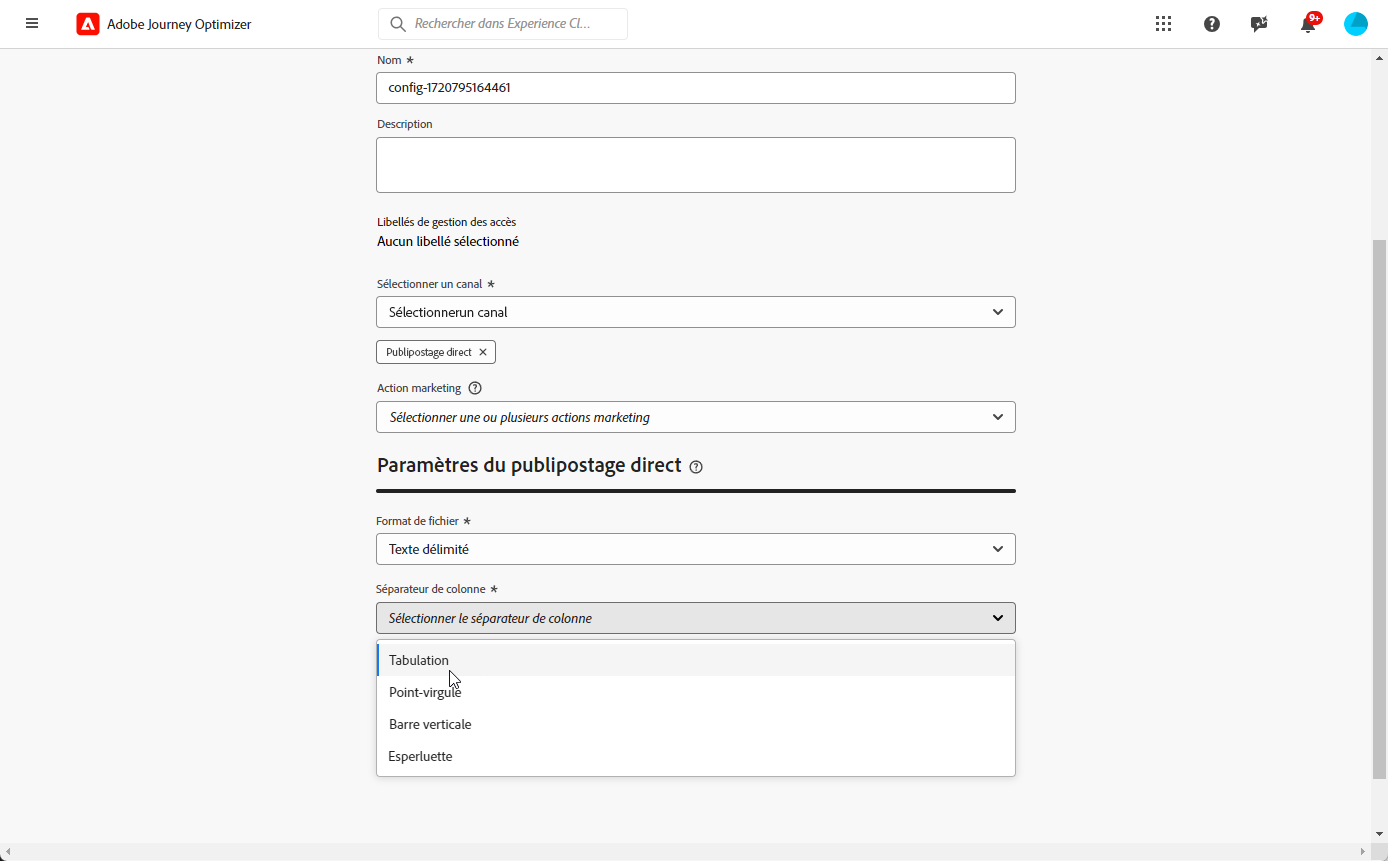 Adobe Journey Optimizer
Rechercher dans Experience Cl...
9+
Nom *
config-1720795164461
Description
Libellés de gestion des accès
Aucun libellé sélectionné
Sélectionner un canal *
Sélectionnerun canal
Publipostage direct
Action marketing
Sélectionner une ou plusieurs actions marketing
Paramètres du publipostage direct
Format de fichier *
Texte délimité
Séparateur de colonne *
Sélectionner le séparateur de colonne
Tabulation
Point-virgule
Barre verticale
Esperluette